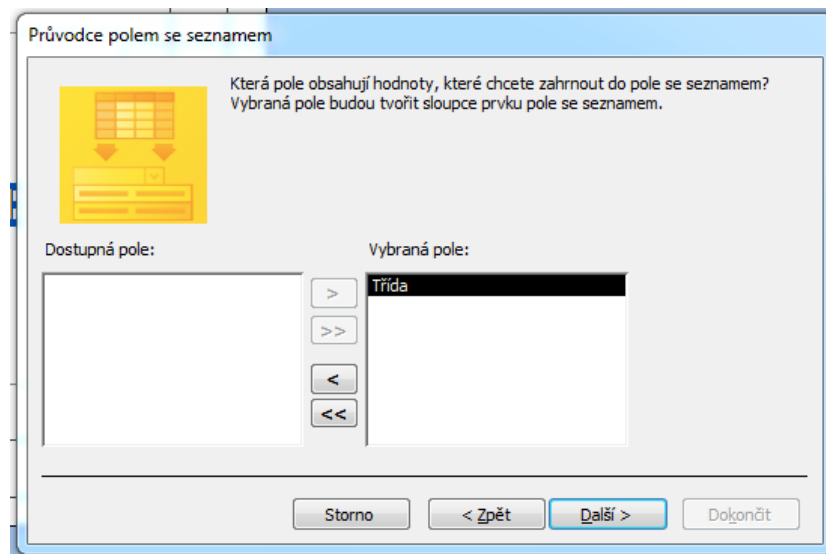 Průvodce polem se seznamem
Která pole obsahují hodnoty, které chcete zahrnout do pole se seznamem?
Vybraná pole budou tvořit sloupce prvku pole se seznamem.
Dostupná pole:
Vybraná pole:
Třída
>
>>
<
<<
Storno
< Zpět
Další >
Dokončit